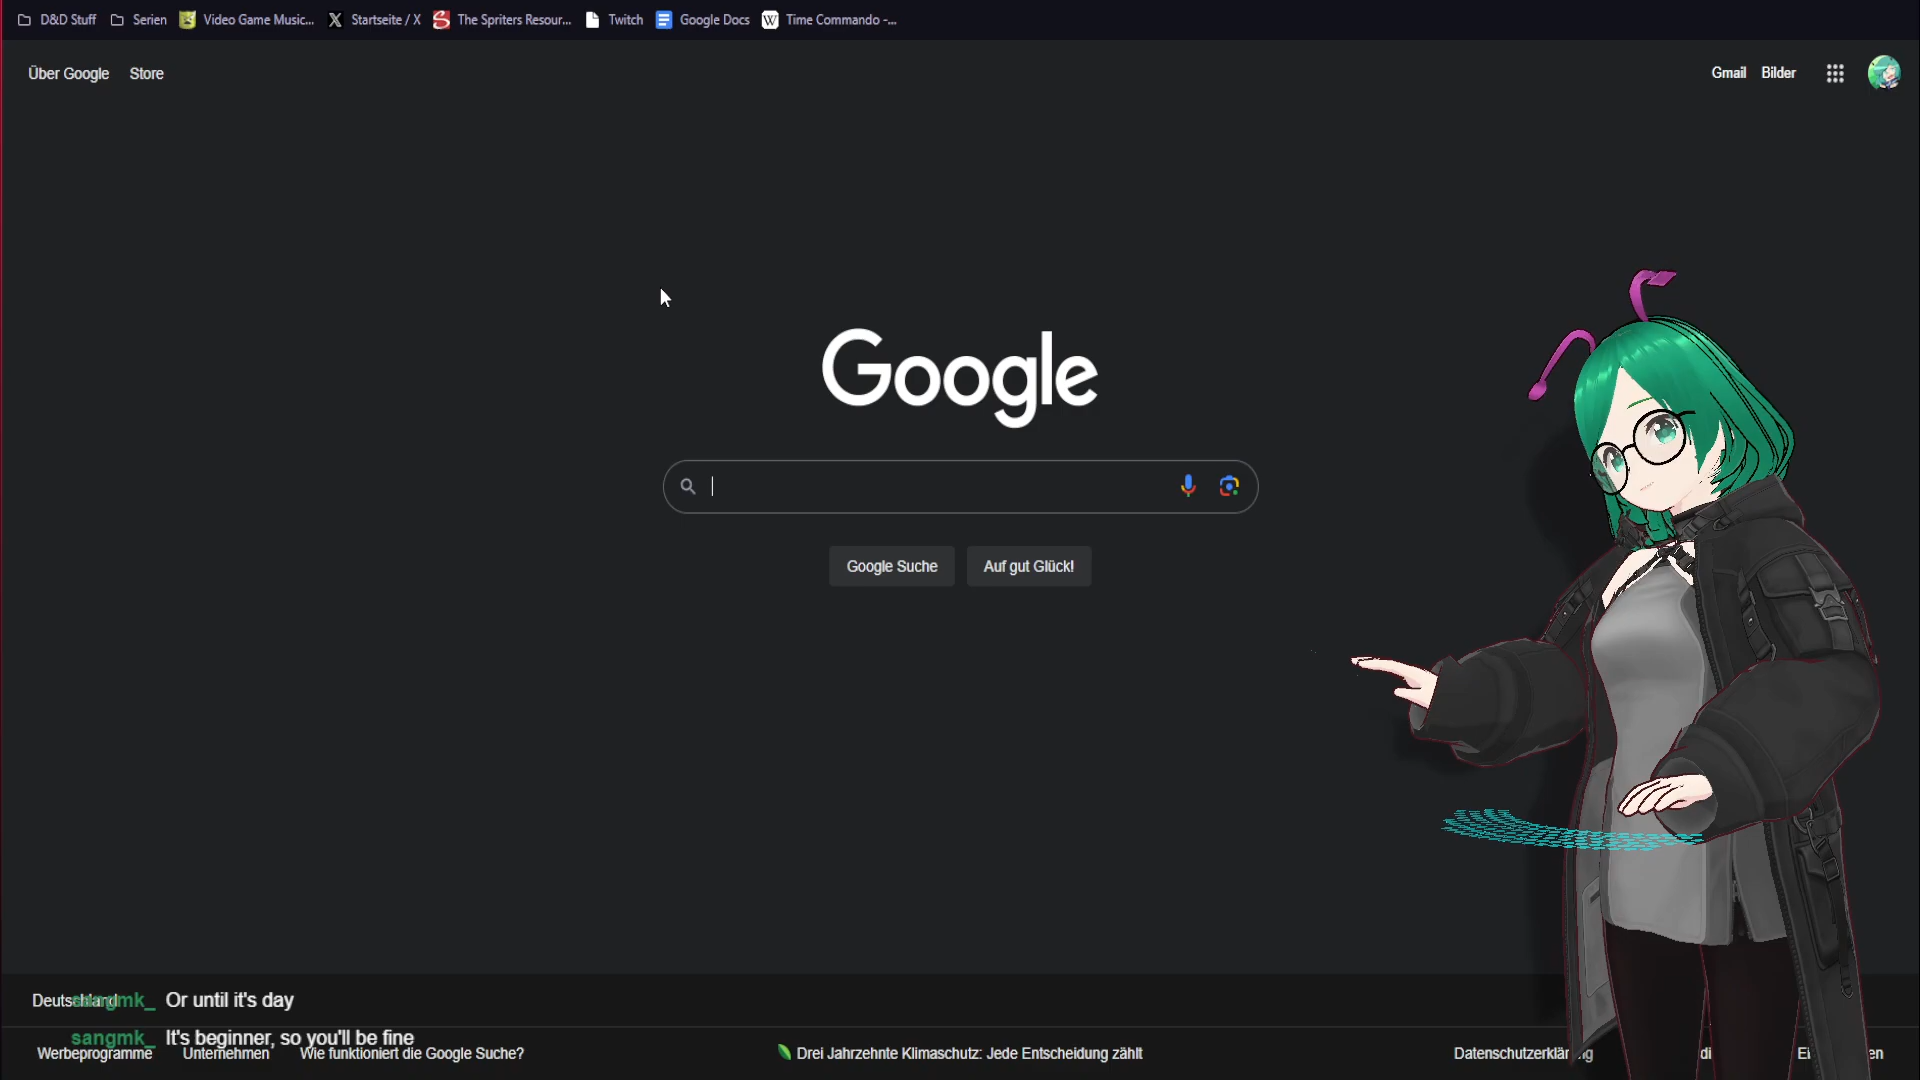 D&D Stuff Serien Video Game Music... Startseite / X The Spriters Resour... Twitch Google Docs Time Commando -...
Über Google Store Gmail Bilder
Google
Google Suche Auf gut Glück!
sangmk_ Or until it's day
sangmk_ It's beginner, so you'll be fine
Werbeprogramme Unternehmen Wie funktioniert die Google Suche? Drei Jahrzehnte Klimaschutz: Jede Entscheidung zählt